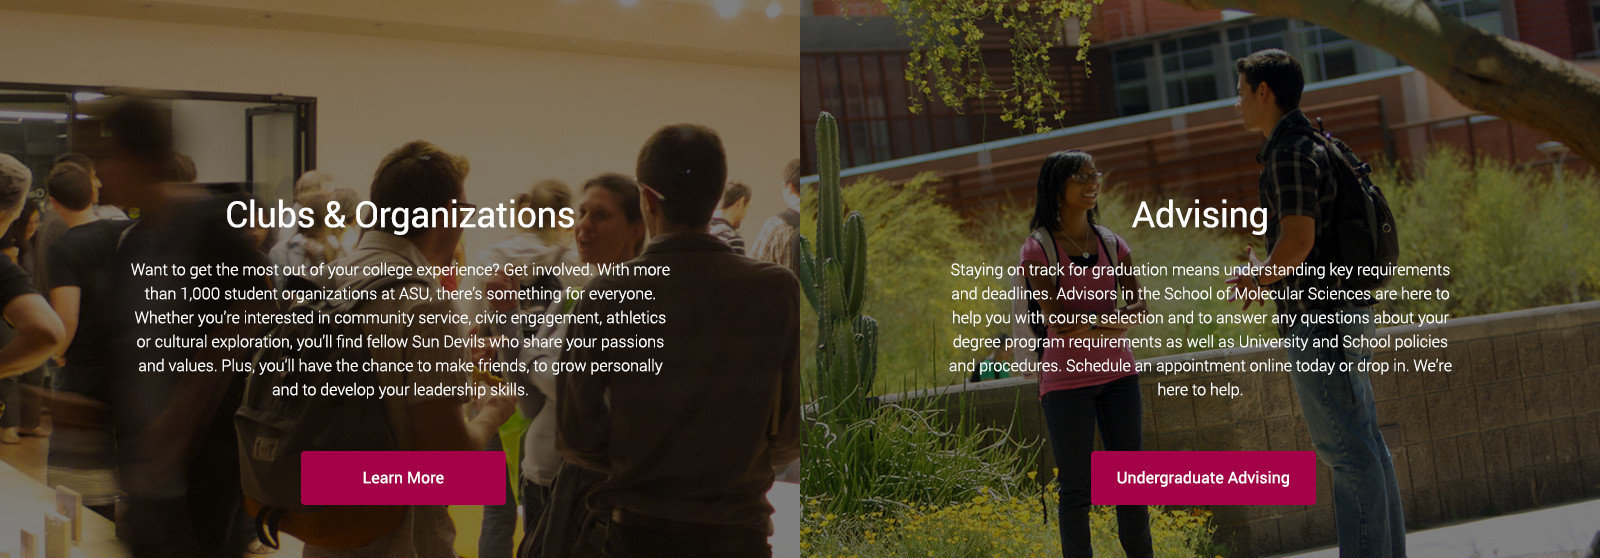 Clubs & Organizations
Want to get the most out of your college experience? Get involved. With more
than 1,000 student organizations at ASU, there's something for everyone.
Whether you're interested in community service, civic engagement, athletics
or cultural exploration, you'll find fellow Sun Devils who share your passions
and values. Plus, you'll have the chance to make friends, to grow personally
and to develop your leadership skills.
Learn More
Advising
Staying on track for graduation means understanding key requirements
and deadlines. Advisors in the School of Molecular Sciences are here to
help you with course selection and to answer any questions about your
degree program requirements as well as University and School policies
and procedures. Schedule an appointment online today or drop in. We're
here to help.
Undergraduate Advising